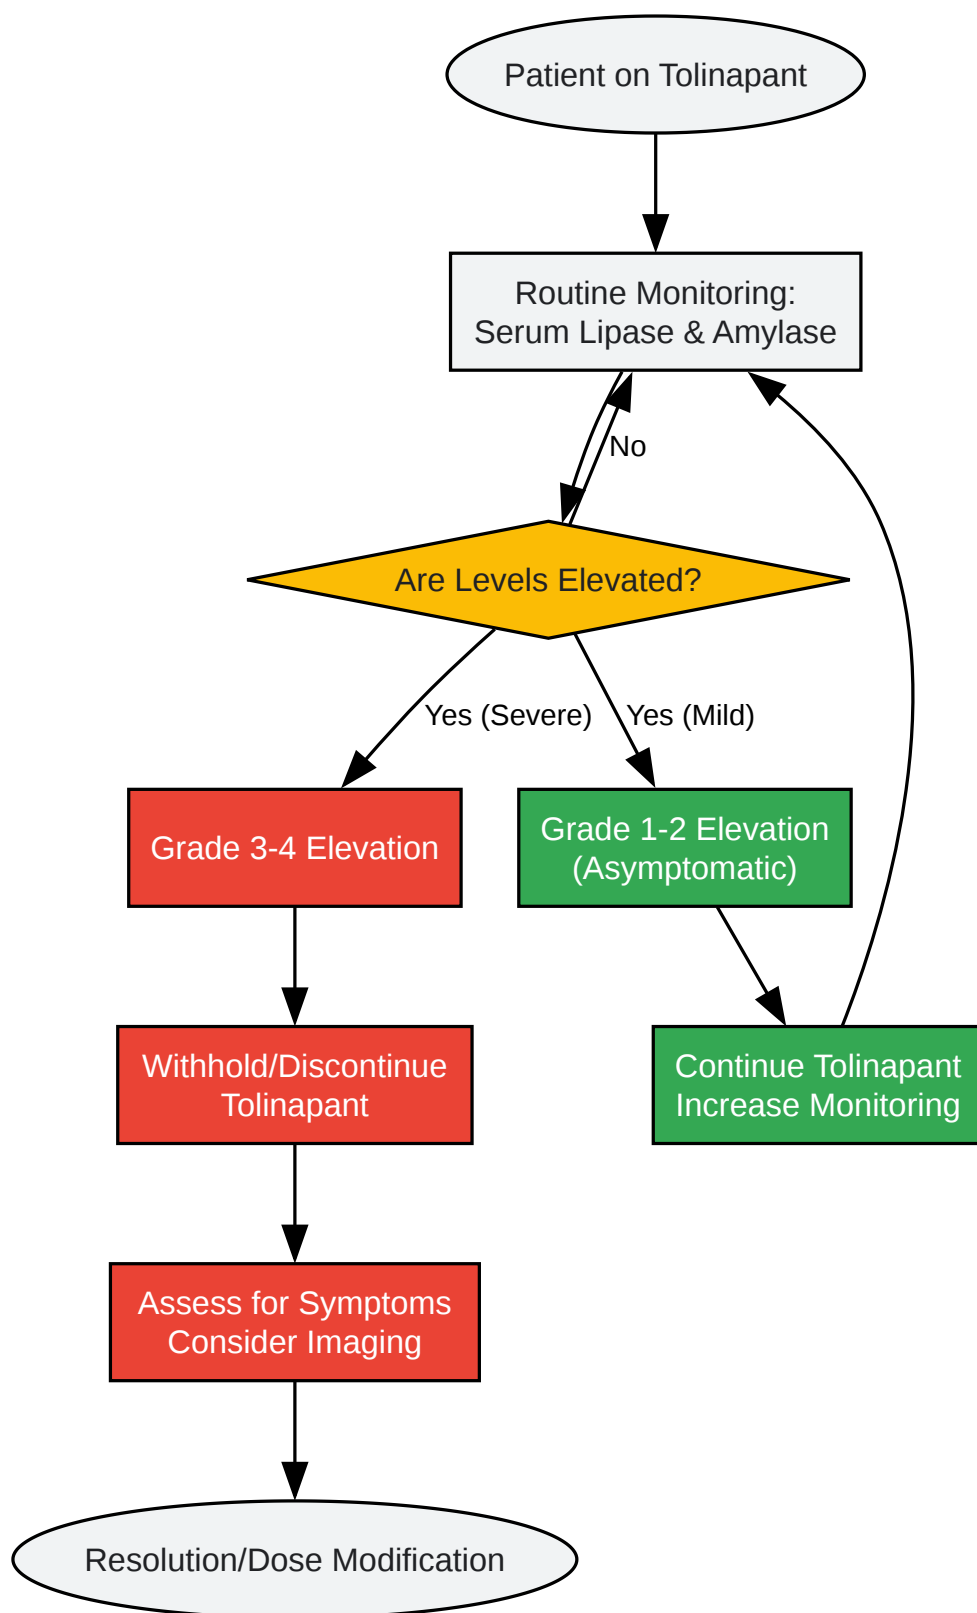 Patient on Tolinapant
Routine Monitoring:
Serum Lipase & Amylase
No
Are Levels Elevated?
Yes (Severe)
Yes (Mild)
Grade 3-4 Elevation
Grade 1-2 Elevation
(Asymptomatic)
Withhold/Discontinue
Tolinapant
Continue Tolinapant
Increase Monitoring
Assess for Symptoms
Consider Imaging
Resolution/Dose Modification